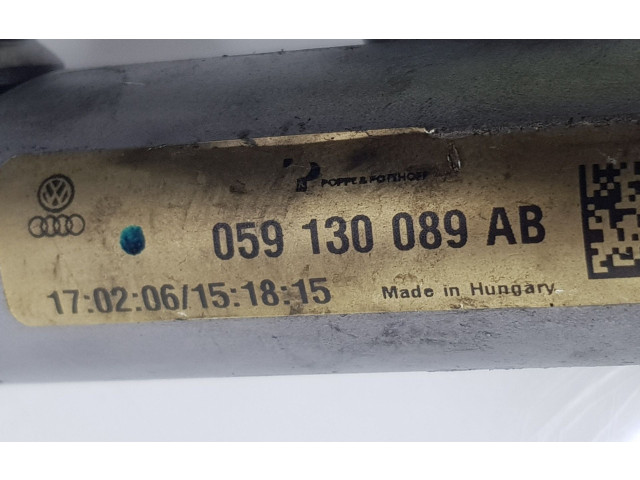 POPPE & POTTHOFF
059 130 089 AB
17:02:06/15:18:15
Made in Hungary